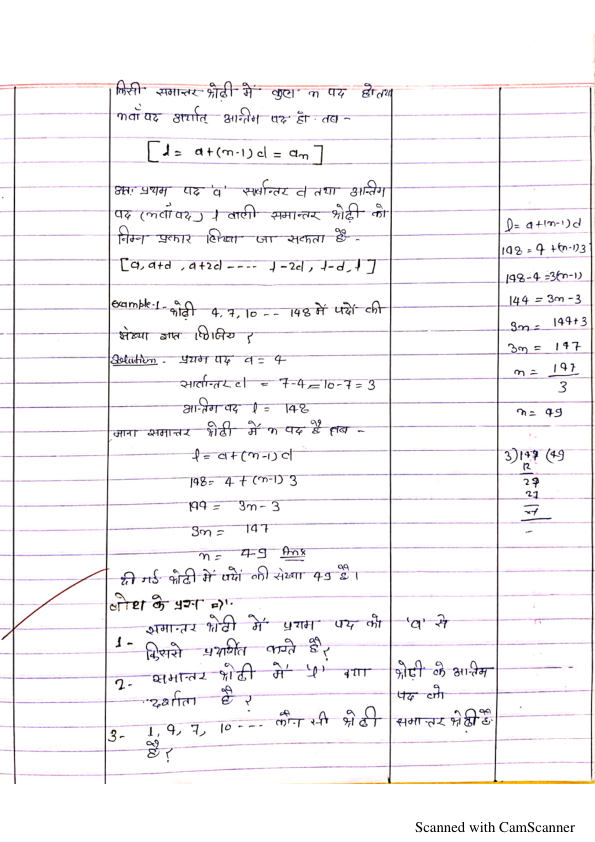 किसी समान्तर श्रेढ़ी में कुल n पद हो तथा
nवाँ पद अर्थात् अन्तिम पद हो तब -
[l = a+(n-1)d = an]
अतः प्रथम पद 'a' सर्वान्तर d तथा अन्तिम
पद (nवाँ पद) l वाली समान्तर श्रेढ़ी को
निम्न प्रकार लिखा जा सकता है -
[a, a+d, a+2d ---- l-2d, l-d, l]
Example-1- श्रेढ़ी 4, 7, 10 -- 148 में पदों की
संख्या ज्ञात कीजिये ?
Solution - प्रथम पद a = 4
सार्वान्तर d = 7-4 = 10-7 = 3
अन्तिम पद l = 148
माना समान्तर श्रेढ़ी में n पद है तब -
l = a+(n-1)d
148 = 4 + (n-1) 3
144 = 3n - 3
3n = 147
n = 49 Ans
दी गई श्रेढ़ी में पदों की संख्या 49 है।
l = a+(n-1)d
148 = 4 +(n-1)3
148-4=3(n-1)
144 = 3n-3
3n = 144+3
3n = 147
n = 147
3
n = 49
3)147 (49
12
27
27
बोध के प्रश्न
1- समान्तर श्रेढ़ी में प्रथम पद को
किससे प्रदर्शित करते है ?
'a' से
2- समान्तर श्रेढ़ी में 'l' क्या
दर्शाता है ?
श्रेढ़ी के अन्तिम
पद को
3- 1, 4, 7, 10 --- कौन सी श्रेढ़ी
है ?
समान्तर श्रेढ़ी है
Scanned with CamScanner